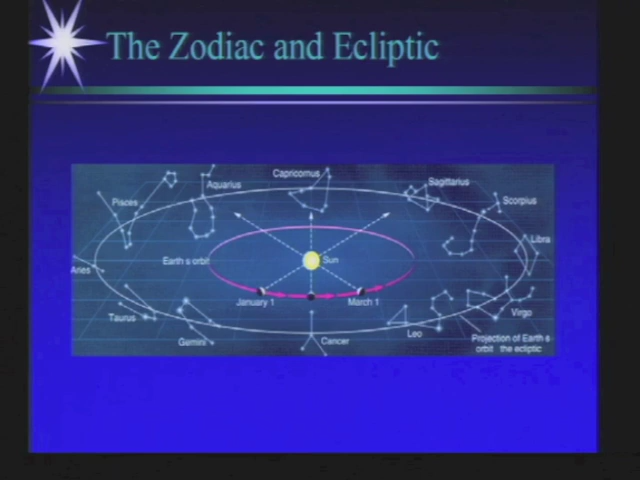 The Zodiac and Ecliptic
Capricornus
Sagittarius
Aquarius
Pisces
Scorpius
Libra
Earth s orbit
Sun
Aries
January 1
March 1
Taurus
Virgo
Gemini
Cancer
Leo
Projection of Earth s
orbit the ecliptic